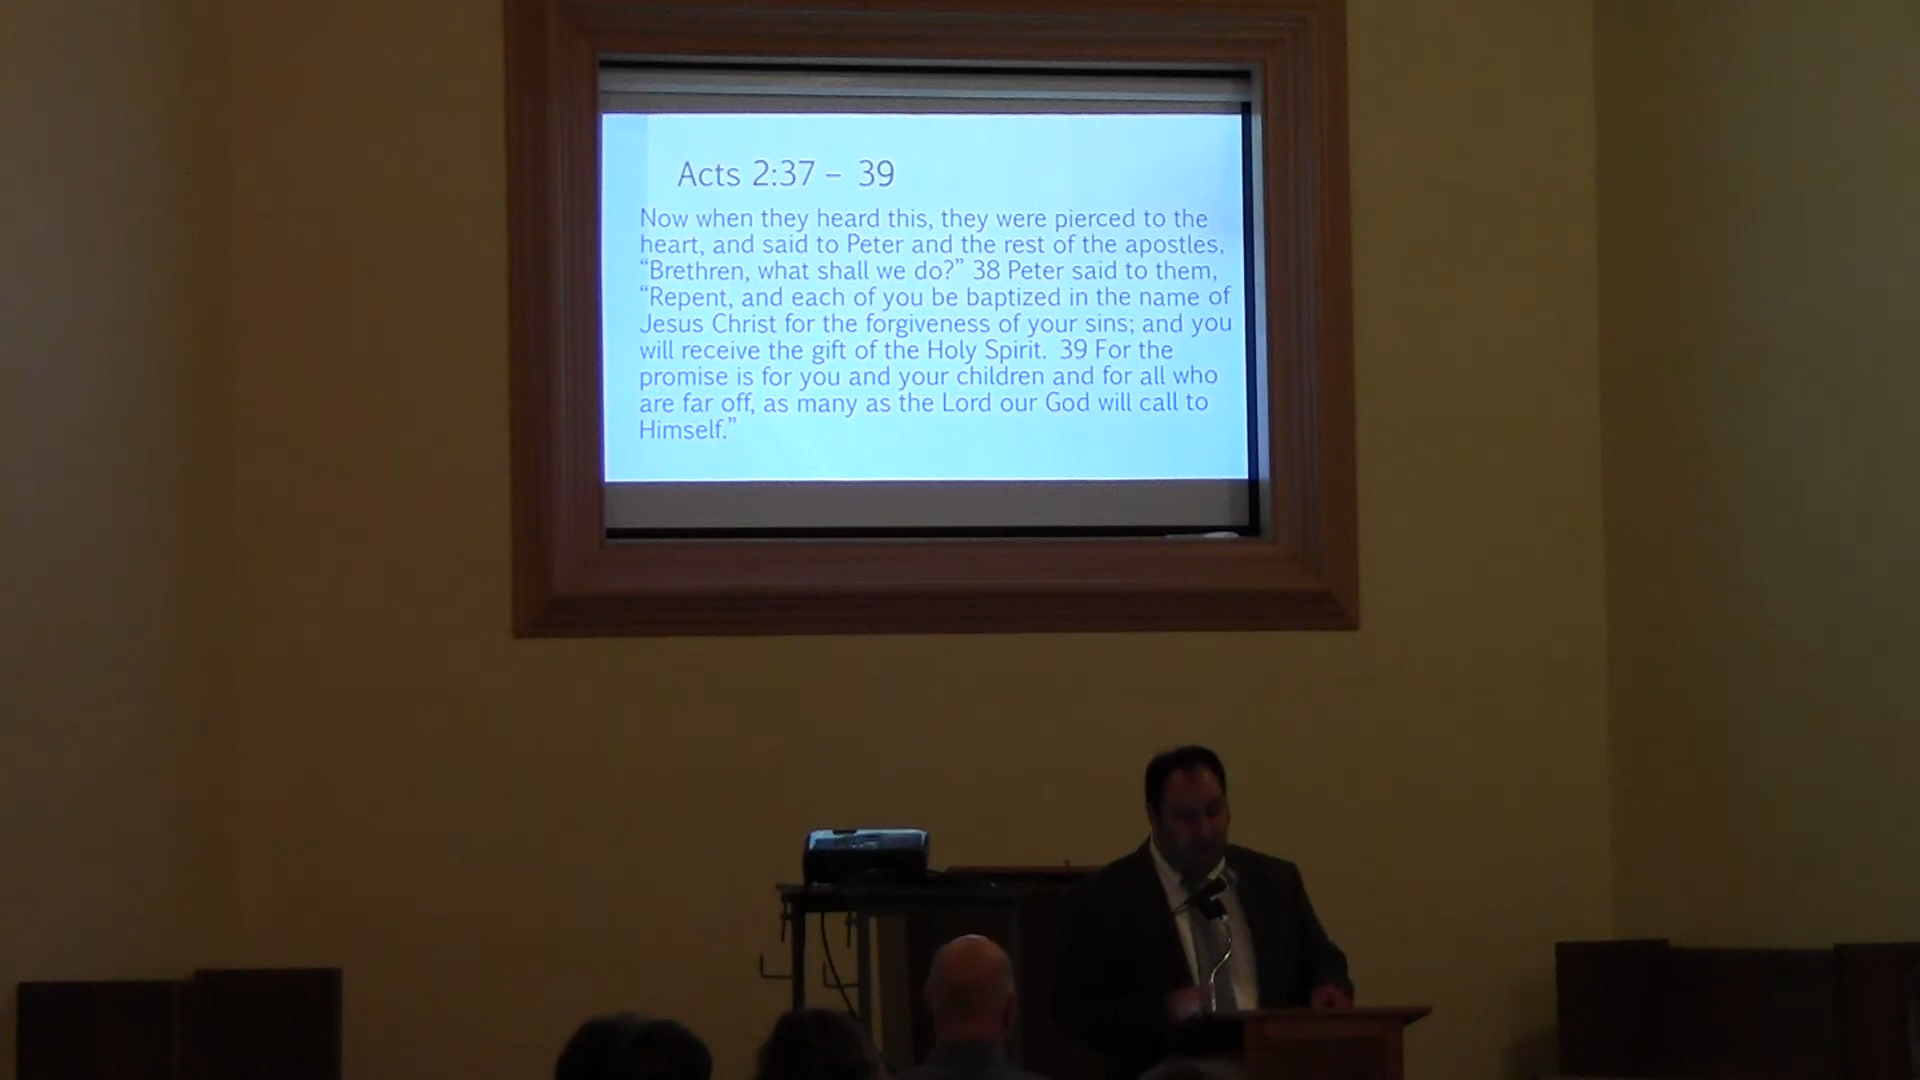 Acts 2:37 – 39
Now when they heard this, they were pierced to the
heart, and said to Peter and the rest of the apostles,
“Brethren, what shall we do?” 38 Peter said to them,
“Repent, and each of you be baptized in the name of
Jesus Christ for the forgiveness of your sins; and you
will receive the gift of the Holy Spirit. 39 For the
promise is for you and your children and for all who
are far off, as many as the Lord our God will call to
Himself.”